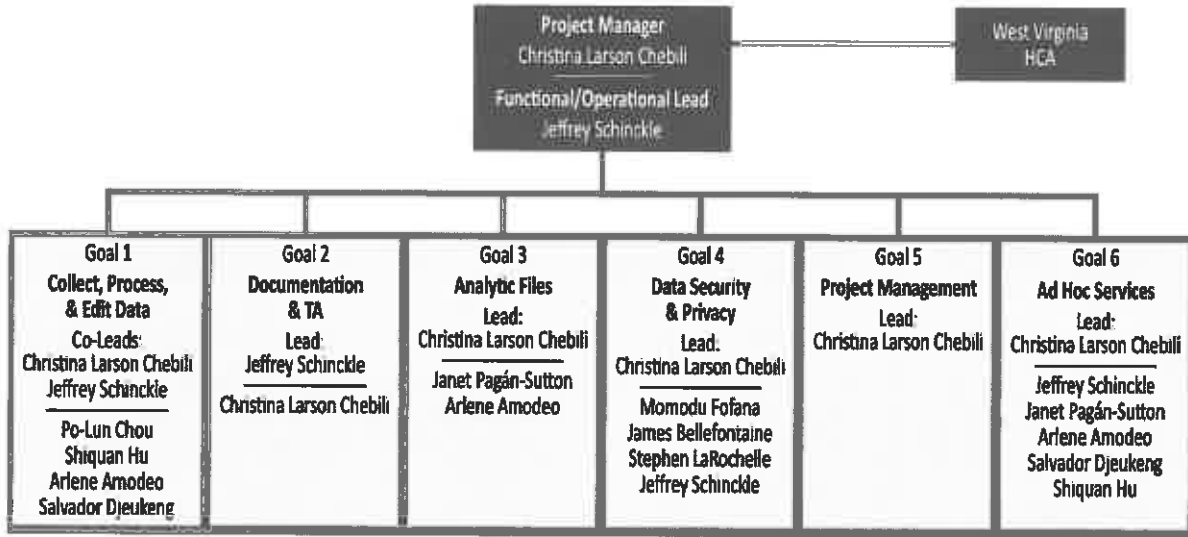 Project Manager
Christina Larson Chebili
Functional/Operational Lead
Jeffrey Schinckle
West Virginia
HCA
Goal 1
Collect, Process,
& Edit Data
Co-Leads:
Christina Larson Chebili
Jeffrey Schinckle
Po-Lun Chou
Shiquan Hu
Arlene Amodeo
Salvador Djeukeng
Goal 2
Documentation
& TA
Lead:
Jeffrey Schinckle
Christina Larson Chebili
Goal 3
Analytic Files
Lead:
Christina Larson Chebili
Janet Pagán-Sutton
Arlene Amodeo
Goal 4
Data Security
& Privacy
Lead:
Christina Larson Chebili
Momodu Fofana
James Bellefontaine
Stephen LaRochelle
Jeffrey Schinckle
Goal 5
Project Management
Lead:
Christina Larson Chebili
Goal 6
Ad Hoc Services
Lead:
Christina Larson Chebili
Jeffrey Schinckle
Janet Pagán-Sutton
Arlene Amodeo
Salvador Djeukeng
Shiquan Hu